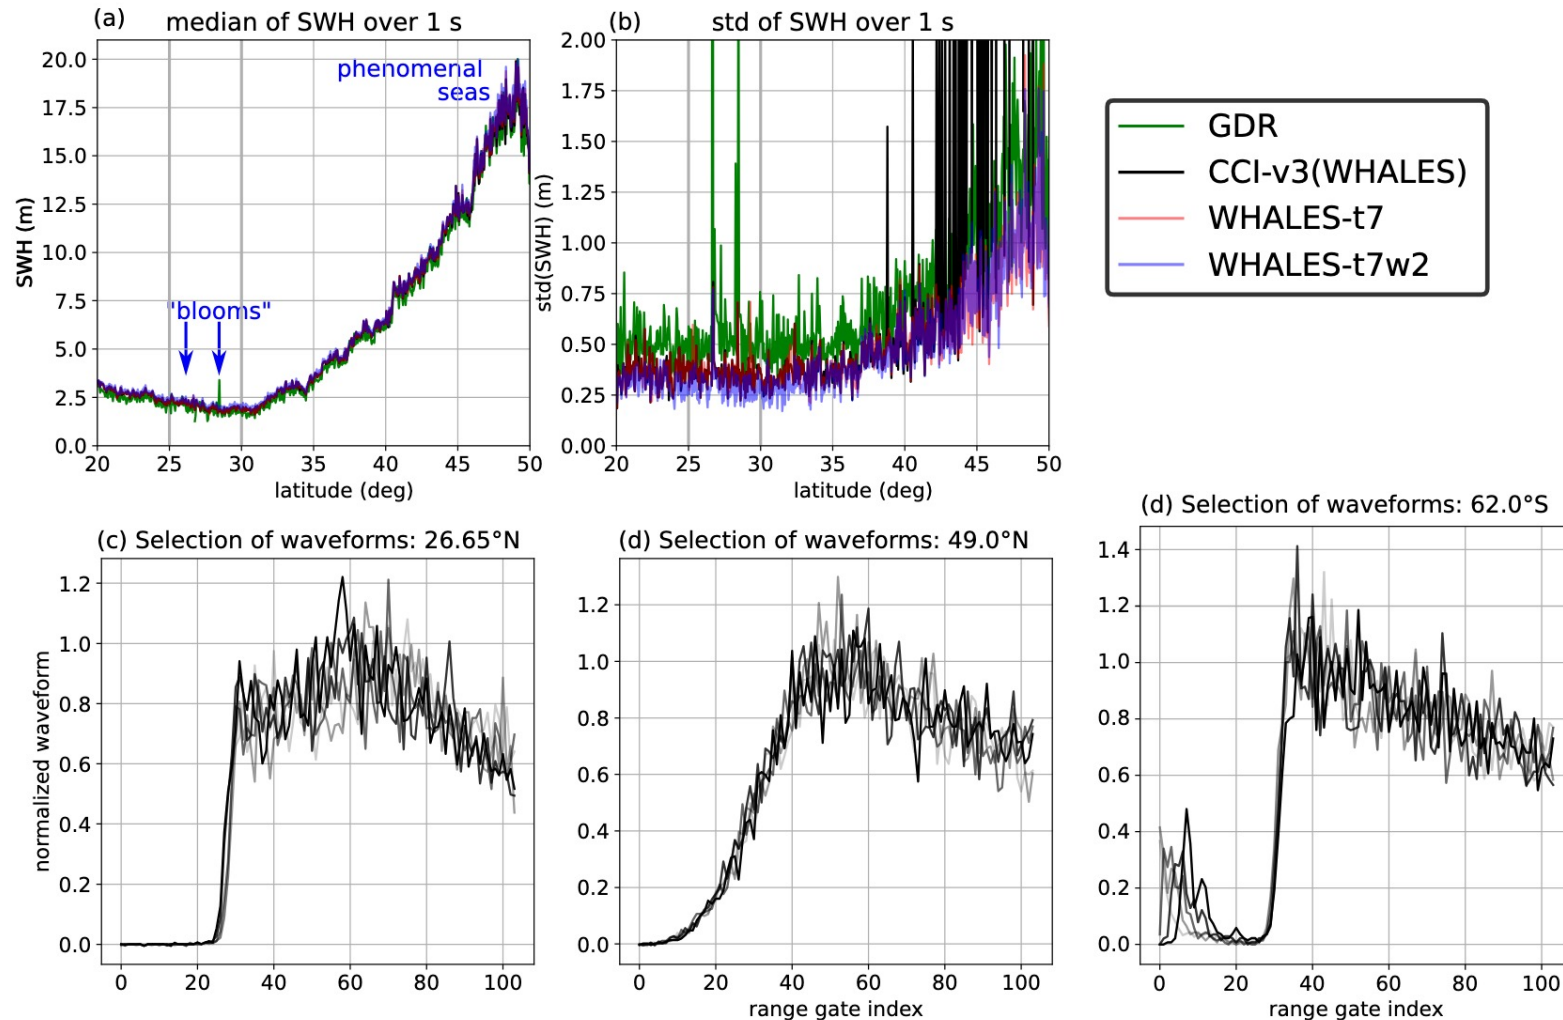 (a) median of SWH over 1 s
20.0
17.5
15.0
12.5
10.0
7.5
5.0
2.5
0.0
SWH (m)
phenomenal
seas
"blooms"
20 25 30 35 40 45 50
latitude (deg)
(b) std of SWH over 1 s
2.00
1.75
1.50
1.25
1.00
0.75
0.50
0.25
0.00
std(SWH) (m)
20 25 30 35 40 45 50
latitude (deg)
GDR
CCI-v3(WHALES)
WHALES-t7
WHALES-t7w2
(c) Selection of waveforms: 26.65°N
1.2
1.0
0.8
0.6
0.4
0.2
0.0
normalized waveform
0 20 40 60 80 100
(d) Selection of waveforms: 49.0°N
1.2
1.0
0.8
0.6
0.4
0.2
0.0
0 20 40 60 80 100
range gate index
(d) Selection of waveforms: 62.0°S
1.4
1.2
1.0
0.8
0.6
0.4
0.2
0.0
0 20 40 60 80 100
range gate index